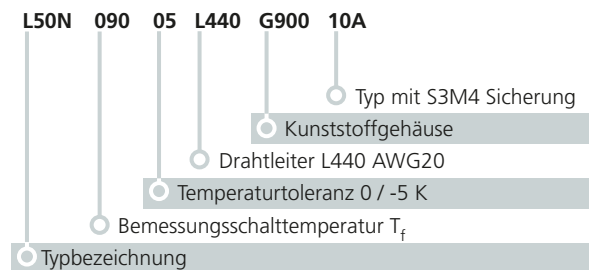 L50N 090 05 L440 G900 10A
Typ mit S3M4 Sicherung
Kunststoffgehäuse
Drahtleiter L440 AWG20
Temperaturtoleranz 0 / -5 K
Bemessungsschalttemperatur Tf
Typbezeichnung